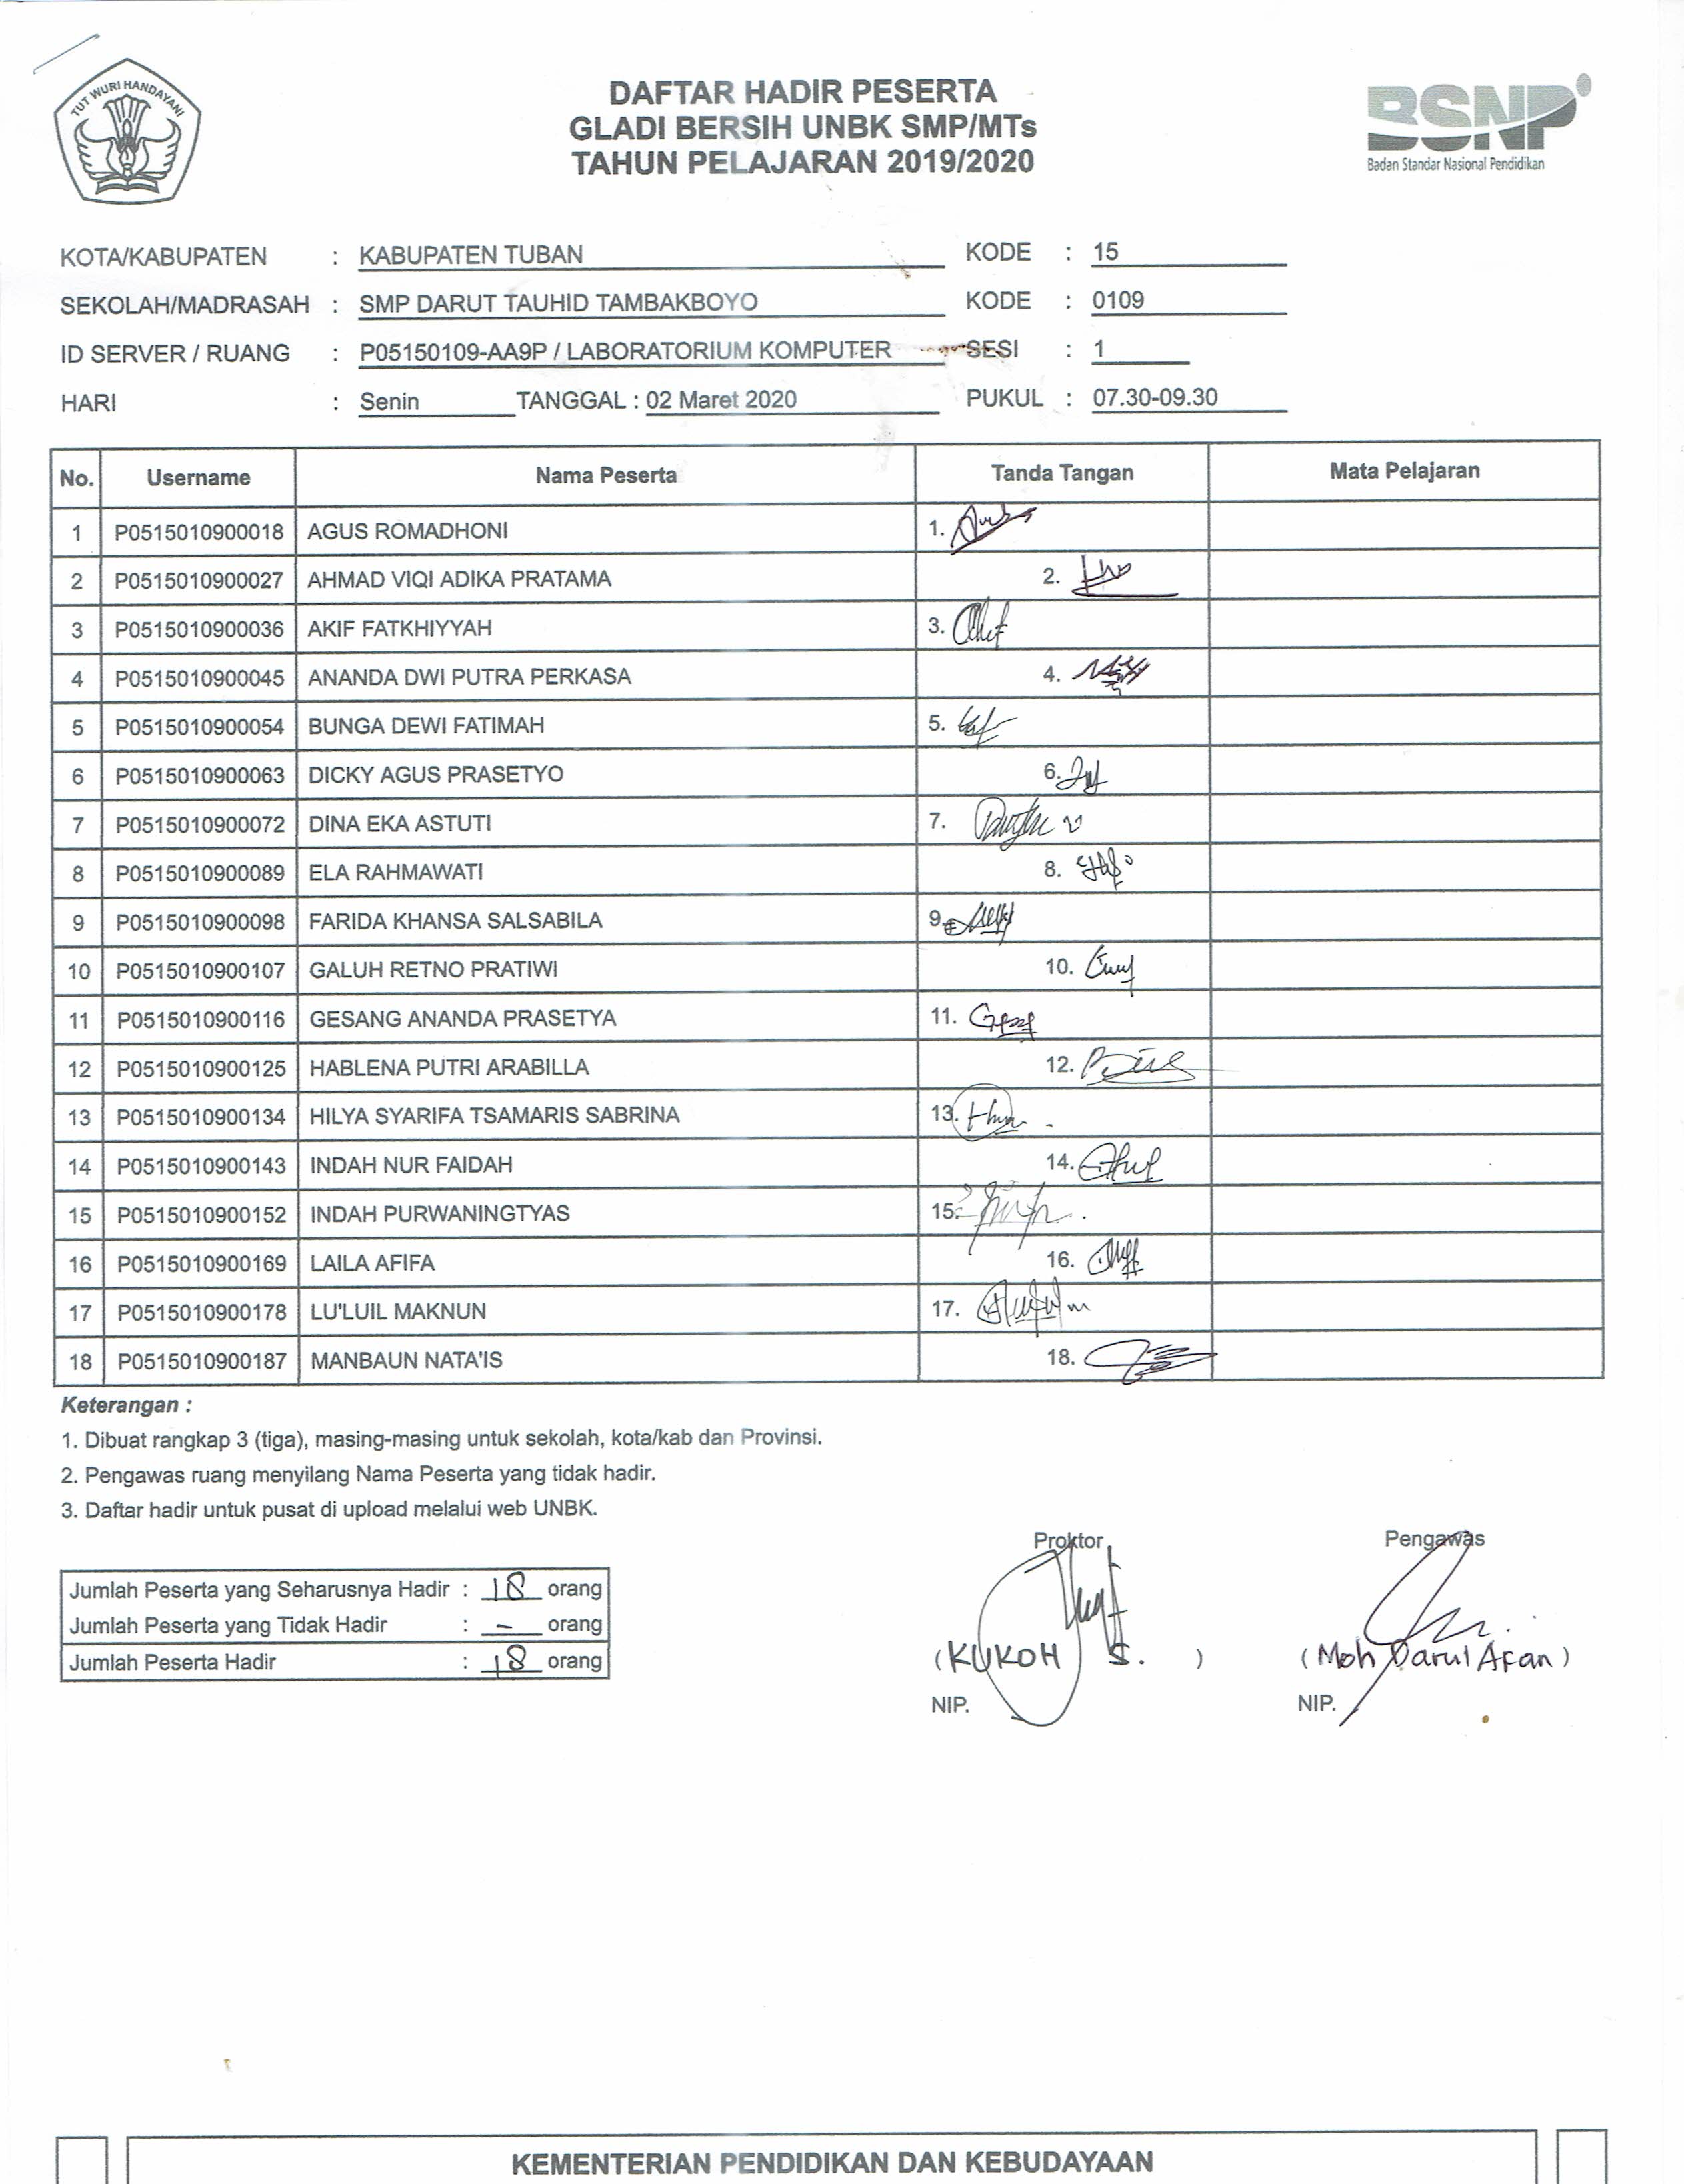 TUT WURI HANDAYANI
DAFTAR HADIR PESERTA
GLADI BERSIH UNBK SMP/MTs
TAHUN PELAJARAN 2019/2020
BSNP
Badan Standar Nasional Pendidikan
KOTA/KABUPATEN : KABUPATEN TUBAN KODE : 15
SEKOLAH/MADRASAH : SMP DARUT TAUHID TAMBAKBOYO KODE : 0109
ID SERVER / RUANG : P05150109-AA9P / LABORATORIUM KOMPUTER SESI : 1
HARI : Senin TANGGAL : 02 Maret 2020 PUKUL : 07.30-09.30
No. Username Nama Peserta Tanda Tangan Mata Pelajaran
1 P0515010900018 AGUS ROMADHONI 1.
2 P0515010900027 AHMAD VIQI ADIKA PRATAMA 2.
3 P0515010900036 AKIF FATKHIYYAH 3.
4 P0515010900045 ANANDA DWI PUTRA PERKASA 4.
5 P0515010900054 BUNGA DEWI FATIMAH 5.
6 P0515010900063 DICKY AGUS PRASETYO 6.
7 P0515010900072 DINA EKA ASTUTI 7.
8 P0515010900089 ELA RAHMAWATI 8.
9 P0515010900098 FARIDA KHANSA SALSABILA 9.
10 P0515010900107 GALUH RETNO PRATIWI 10.
11 P0515010900116 GESANG ANANDA PRASETYA 11.
12 P0515010900125 HABLENA PUTRI ARABILLA 12.
13 P0515010900134 HILYA SYARIFA TSAMARIS SABRINA 13.
14 P0515010900143 INDAH NUR FAIDAH 14.
15 P0515010900152 INDAH PURWANINGTYAS 15.
16 P0515010900169 LAILA AFIFA 16.
17 P0515010900178 LU'LUIL MAKNUN 17.
18 P0515010900187 MANBAUN NATA'IS 18.
Keterangan :
1. Dibuat rangkap 3 (tiga), masing-masing untuk sekolah, kota/kab dan Provinsi.
2. Pengawas ruang menyilang Nama Peserta yang tidak hadir.
3. Daftar hadir untuk pusat di upload melalui web UNBK.
Jumlah Peserta yang Seharusnya Hadir : 18 orang
Jumlah Peserta yang Tidak Hadir : - orang
Jumlah Peserta Hadir : 18 orang
Proktor Pengawas
(KUKOH S. ) (Moh Darul Afan)
NIP. NIP.
KEMENTERIAN PENDIDIKAN DAN KEBUDAYAAN